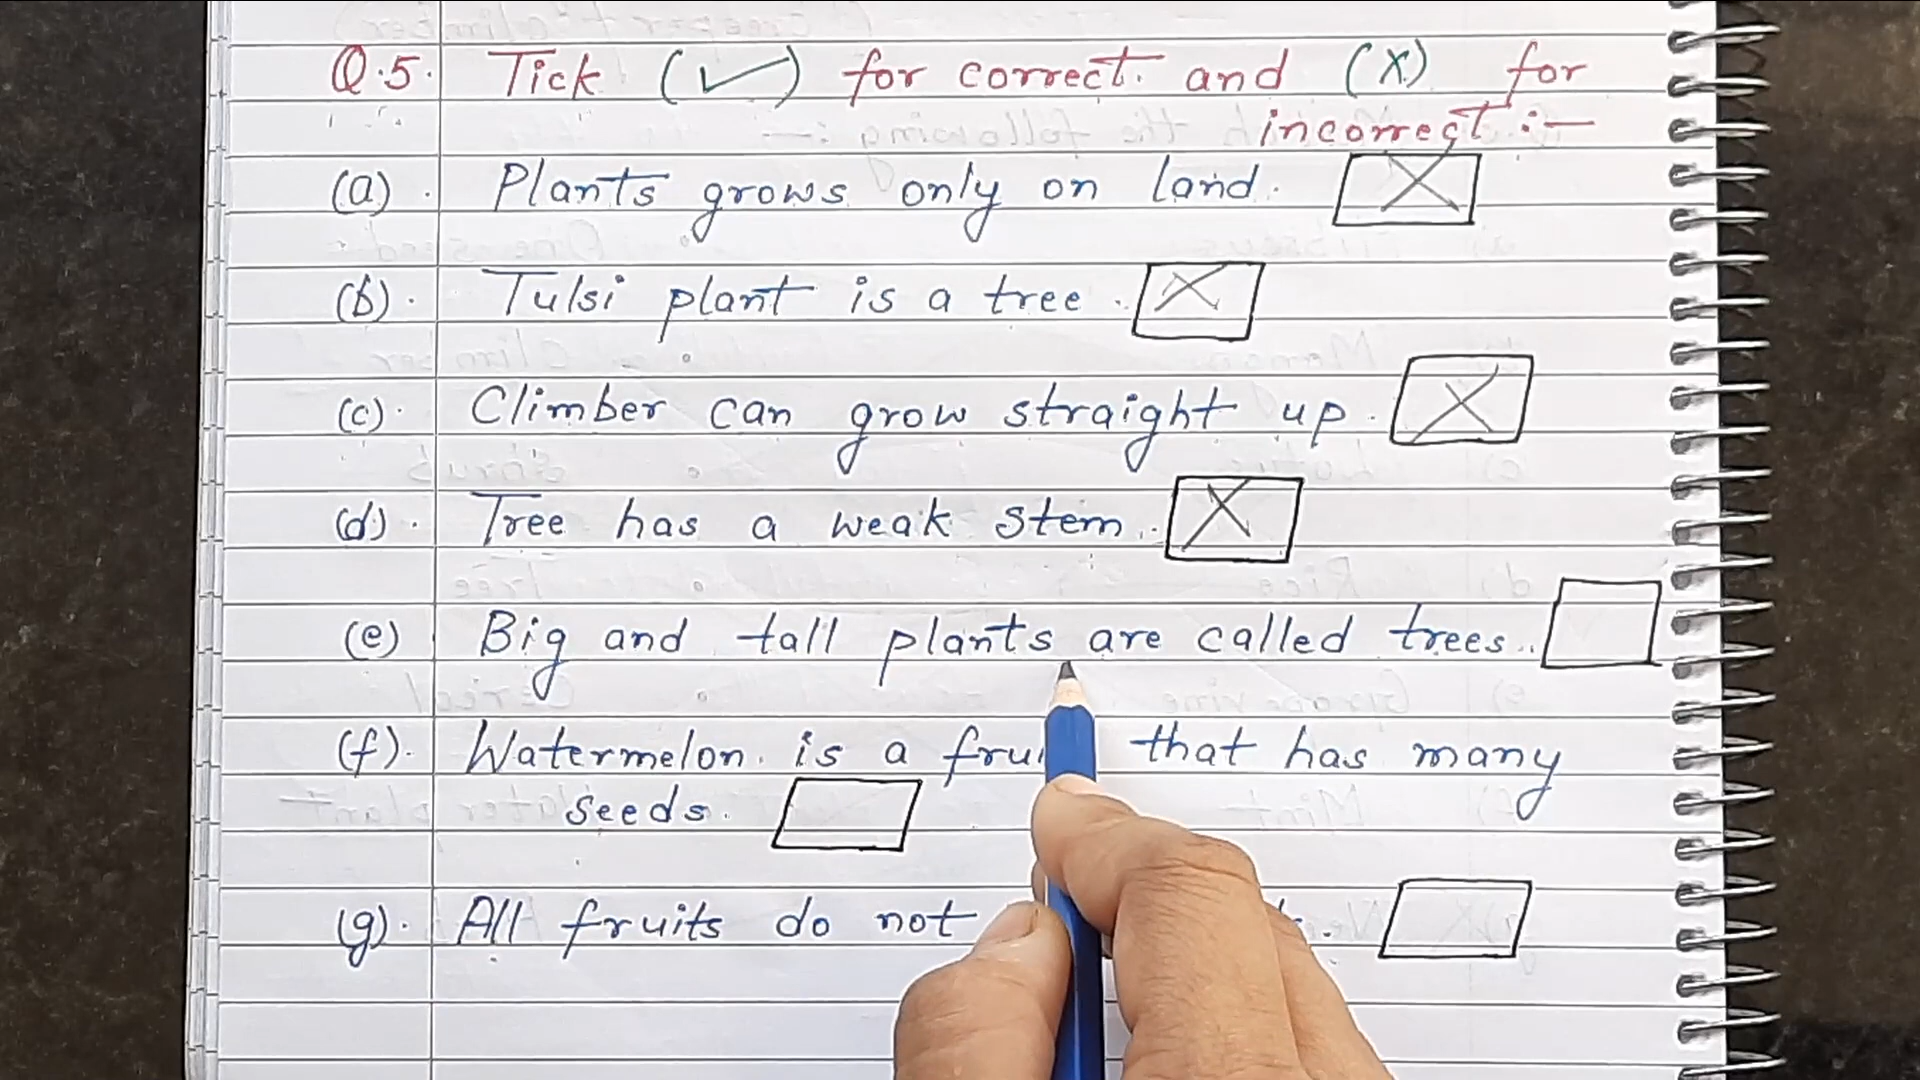 Q.5. Tick (✓) for correct. and (x) for
incorrect :-
(a). Plants grows only on land. X
(b). Tulsi plant is a tree. X
(c). Climber can grow straight up. X
(d). Tree has a weak stem. X
(e) Big and tall plants are called trees.
(f). Watermelon is a that has many
seeds.
(g). All fruits do not